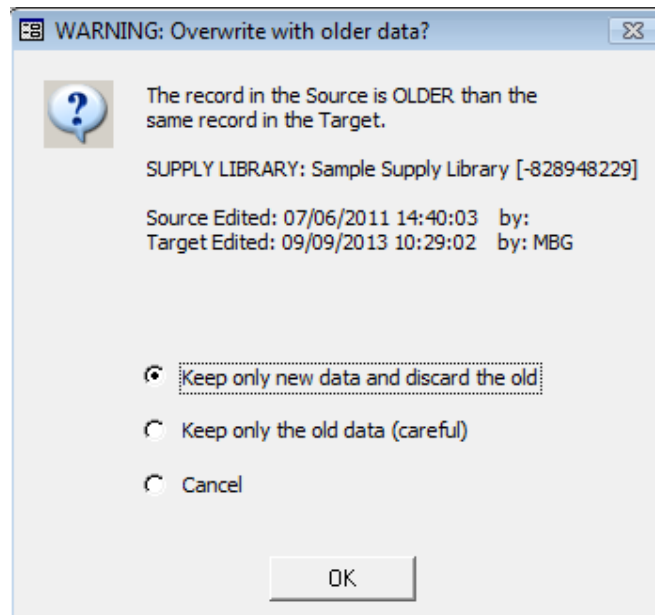 WARNING: Overwrite with older data?
The record in the Source is OLDER than the
same record in the Target.
SUPPLY LIBRARY: Sample Supply Library [-828948229]
Source Edited: 07/06/2011 14:40:03 by:
Target Edited: 09/09/2013 10:29:02 by: MBG
Keep only new data and discard the old
Keep only the old data (careful)
Cancel
OK